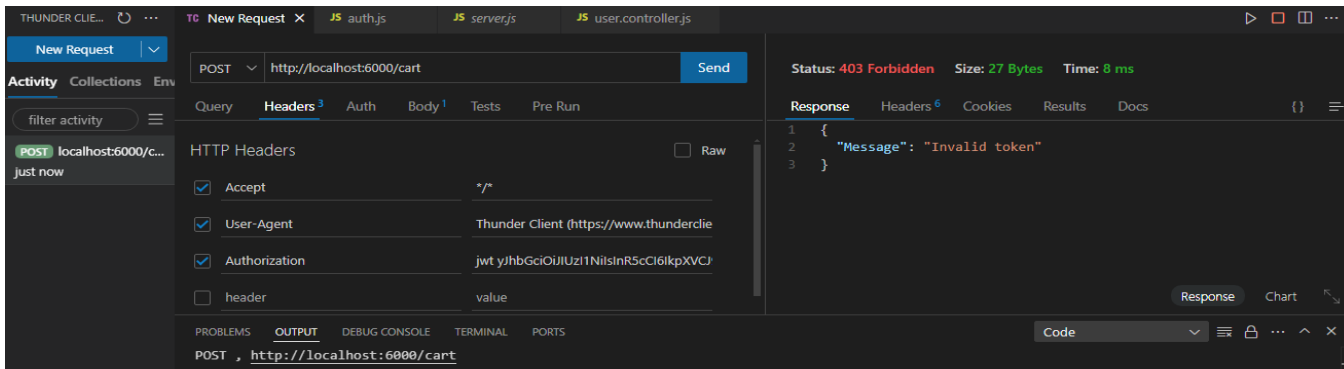 THUNDER CLIE... ...
TC New Request X
JS auth.js
JS server.js
JS user.controller.js
New Request
Activity Collections Env
filter activity
POST localhost:6000/c...
just now
POST http://localhost:6000/cart Send
Query Headers 3 Auth Body 1 Tests Pre Run
HTTP Headers Raw
Accept */*
User-Agent Thunder Client (https://www.thunderclie
Authorization jwt yJhbGciOiJIUzI1NiIsInR5cCI6IkpXVCJ
header value
Status: 403 Forbidden Size: 27 Bytes Time: 8 ms
Response Headers 6 Cookies Results Docs {}
1 {
2 "Message": "Invalid token"
3 }
Response Chart
PROBLEMS OUTPUT DEBUG CONSOLE TERMINAL PORTS Code
POST , http://localhost:6000/cart